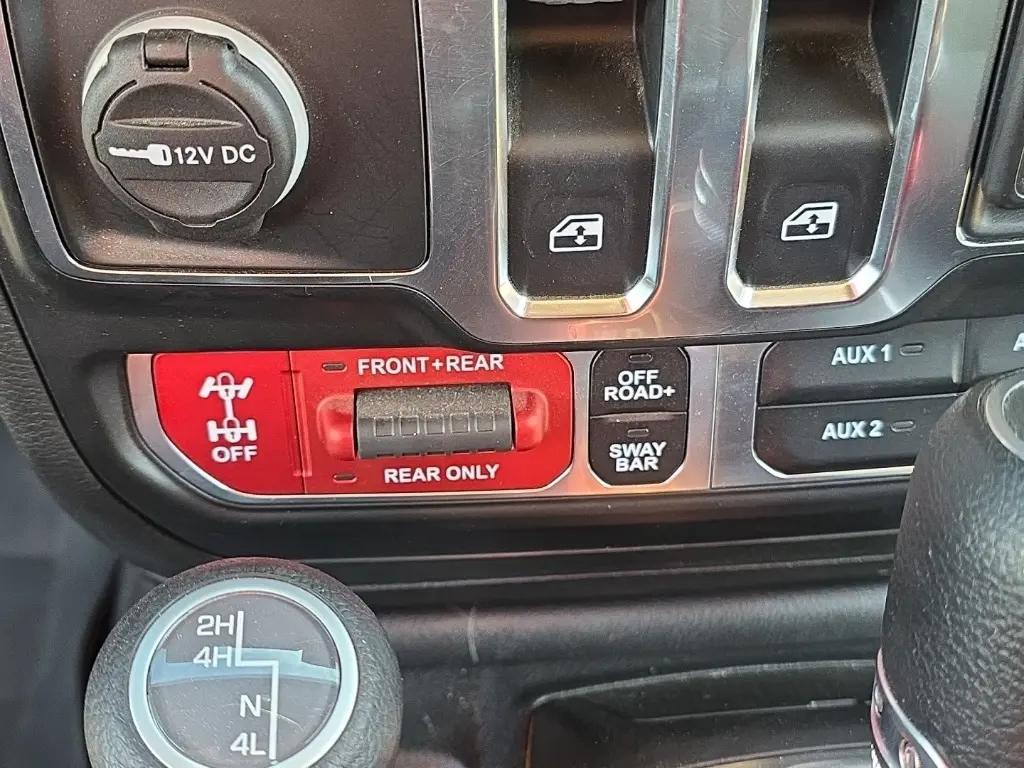 12V DC
FRONT+REAR
OFF
REAR ONLY
OFF
ROAD+
SWAY
BAR
AUX 1
AUX 2
A
2H
4H
N
4L